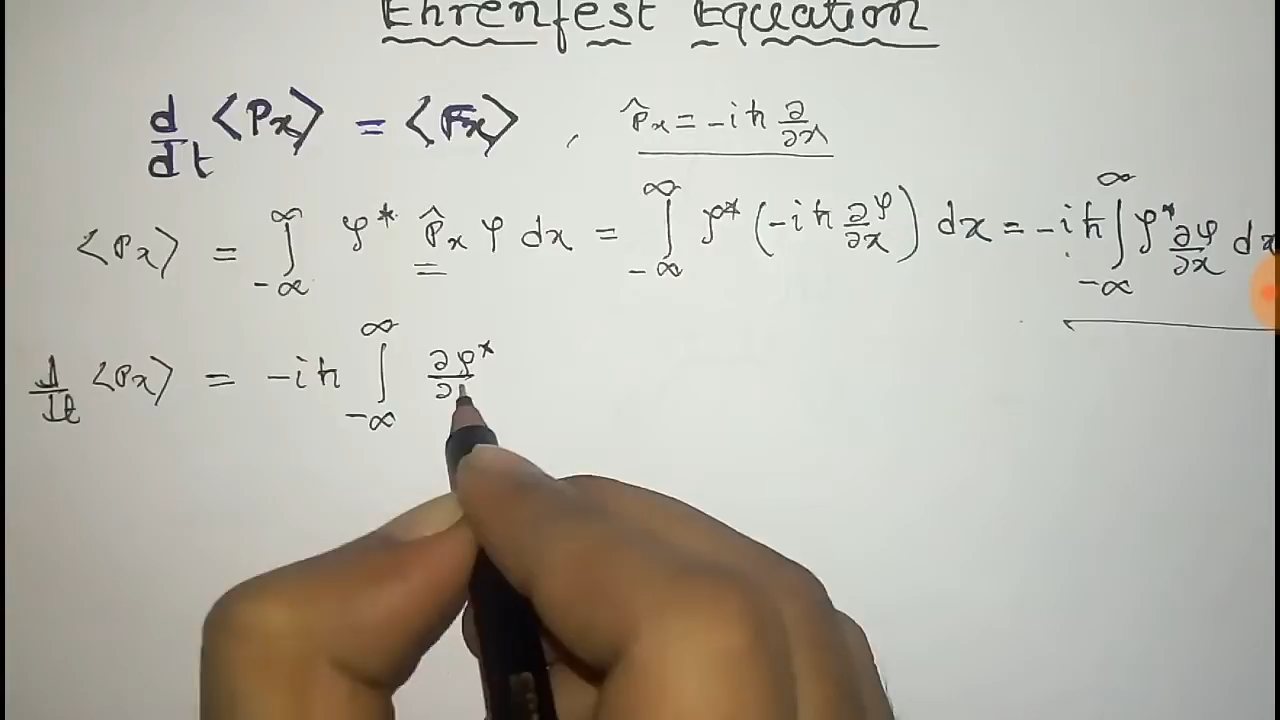 Ehrenfest Equation
d/dt ⟨Px⟩ = ⟨Fx⟩ , P̂x = -iħ ∂/∂x
⟨Px⟩ = ∫_{-∞}^{∞} φ* P̂x φ dx = ∫_{-∞}^{∞} φ* (-iħ ∂φ/∂x) dx = -iħ ∫_{-∞}^{∞} φ* ∂φ/∂x dx
d/dt ⟨Px⟩ = -iħ ∫_{-∞}^{∞} ∂φ*/∂